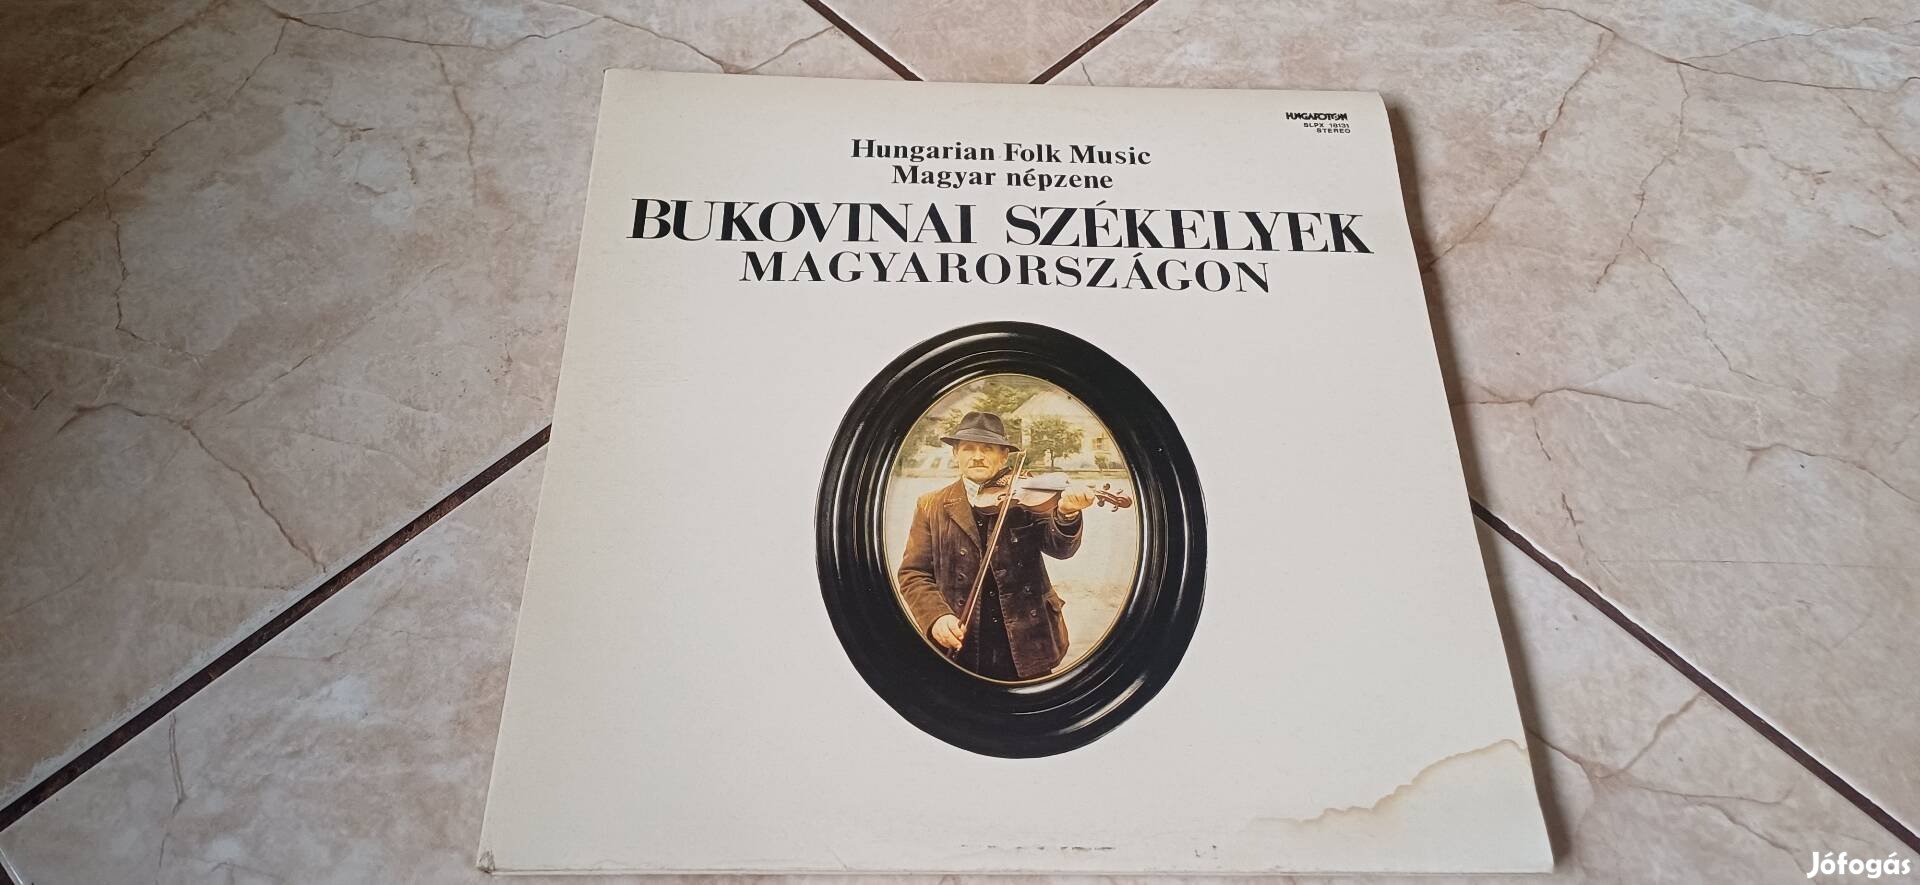 HUNGAROTON
SLPX 18131
STEREO
Hungarian Folk Music
Magyar népzene
BUKOVINAI SZÉKELYEK
MAGYARORSZÁGON
Jófogás